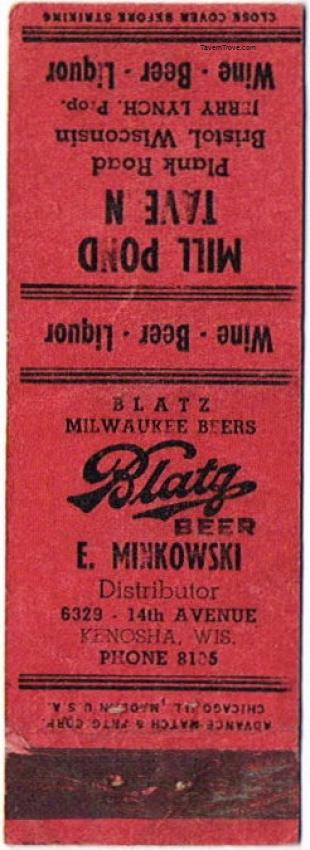 TavernTrove.com
CLOSE COVER BEFORE STRIKING
MILL POND
TAVE N
Plank Road
Bristol, Wisconsin
JERRY LYNCH, Prop.
Wine - Beer - Liquor
Wine - Beer - Liquor
BLATZ
MILWAUKEE BEERS
Blatz
BEER
E. MINKOWSKI
Distributor
6329 - 14th AVENUE
KENOSHA, WIS.
PHONE
ADVANCE MATCH & PRTG CORP.
CHICAGO, ILL., MADE IN U.S.A.